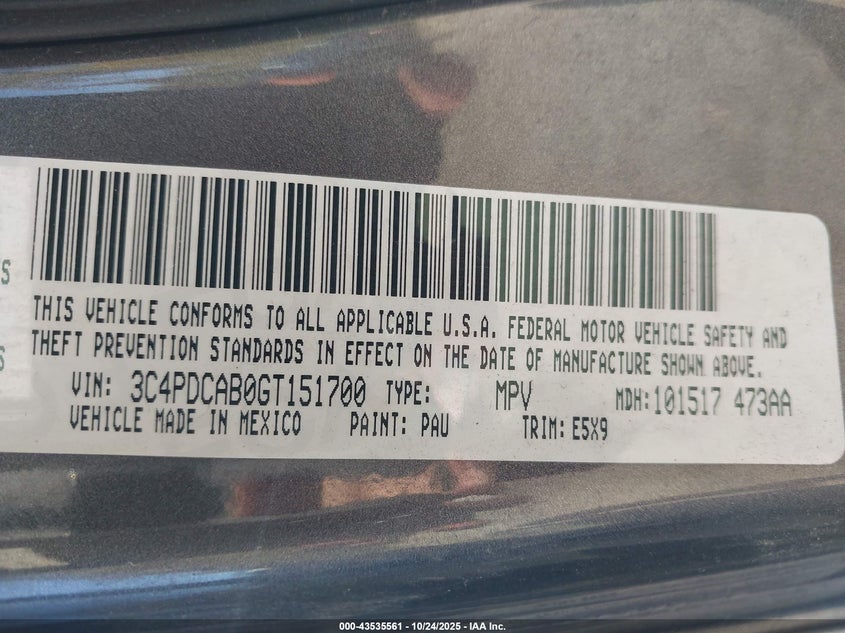 S
THIS VEHICLE CONFORMS TO ALL APPLICABLE U.S.A. FEDERAL MOTOR VEHICLE SAFETY AND
S THEFT PREVENTION STANDARDS IN EFFECT ON THE DATE OF MANUFACTURE SHOWN ABOVE.
VIN: 3C4PDCAB0GT151700 TYPE: MPV MDH:101517 473AA
VEHICLE MADE IN MEXICO PAINT: PAU TRIM: E5X9
000-43535561 - 10/24/2025 - IAA Inc.